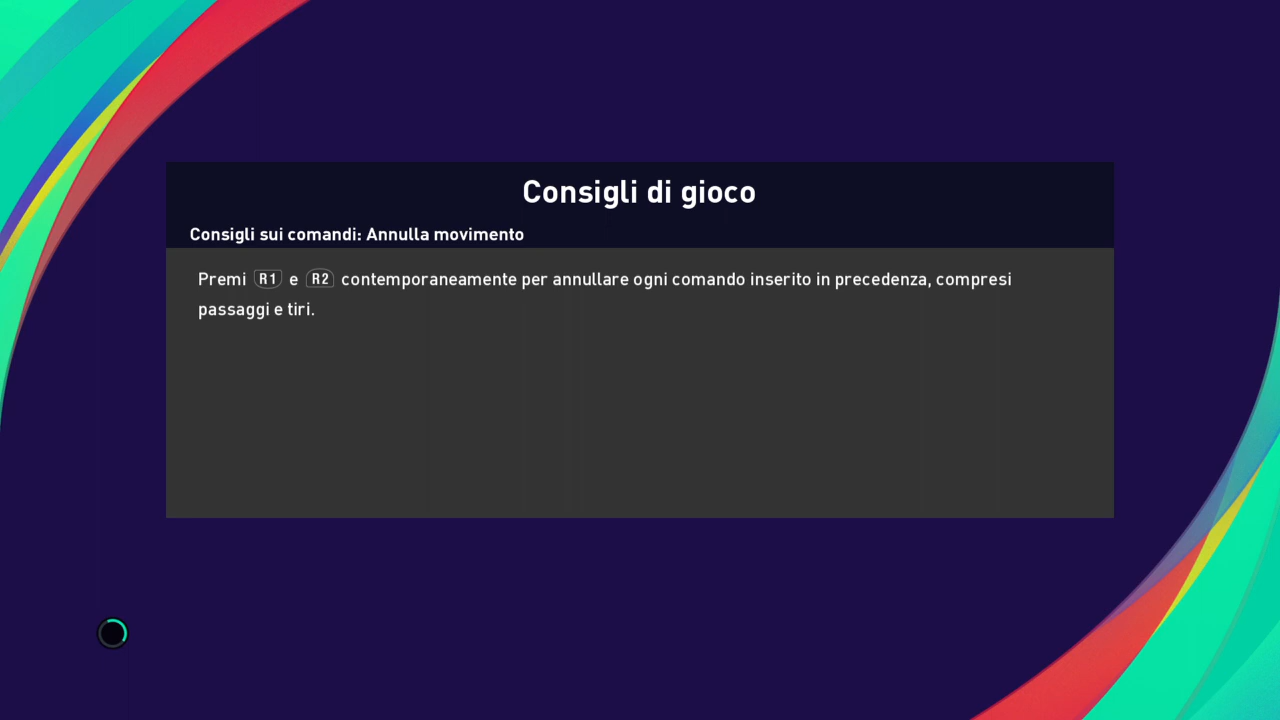 Consigli di gioco
Consigli sui comandi: Annulla movimento
Premi R1 e R2 contemporaneamente per annullare ogni comando inserito in precedenza, compresi
passaggi e tiri.